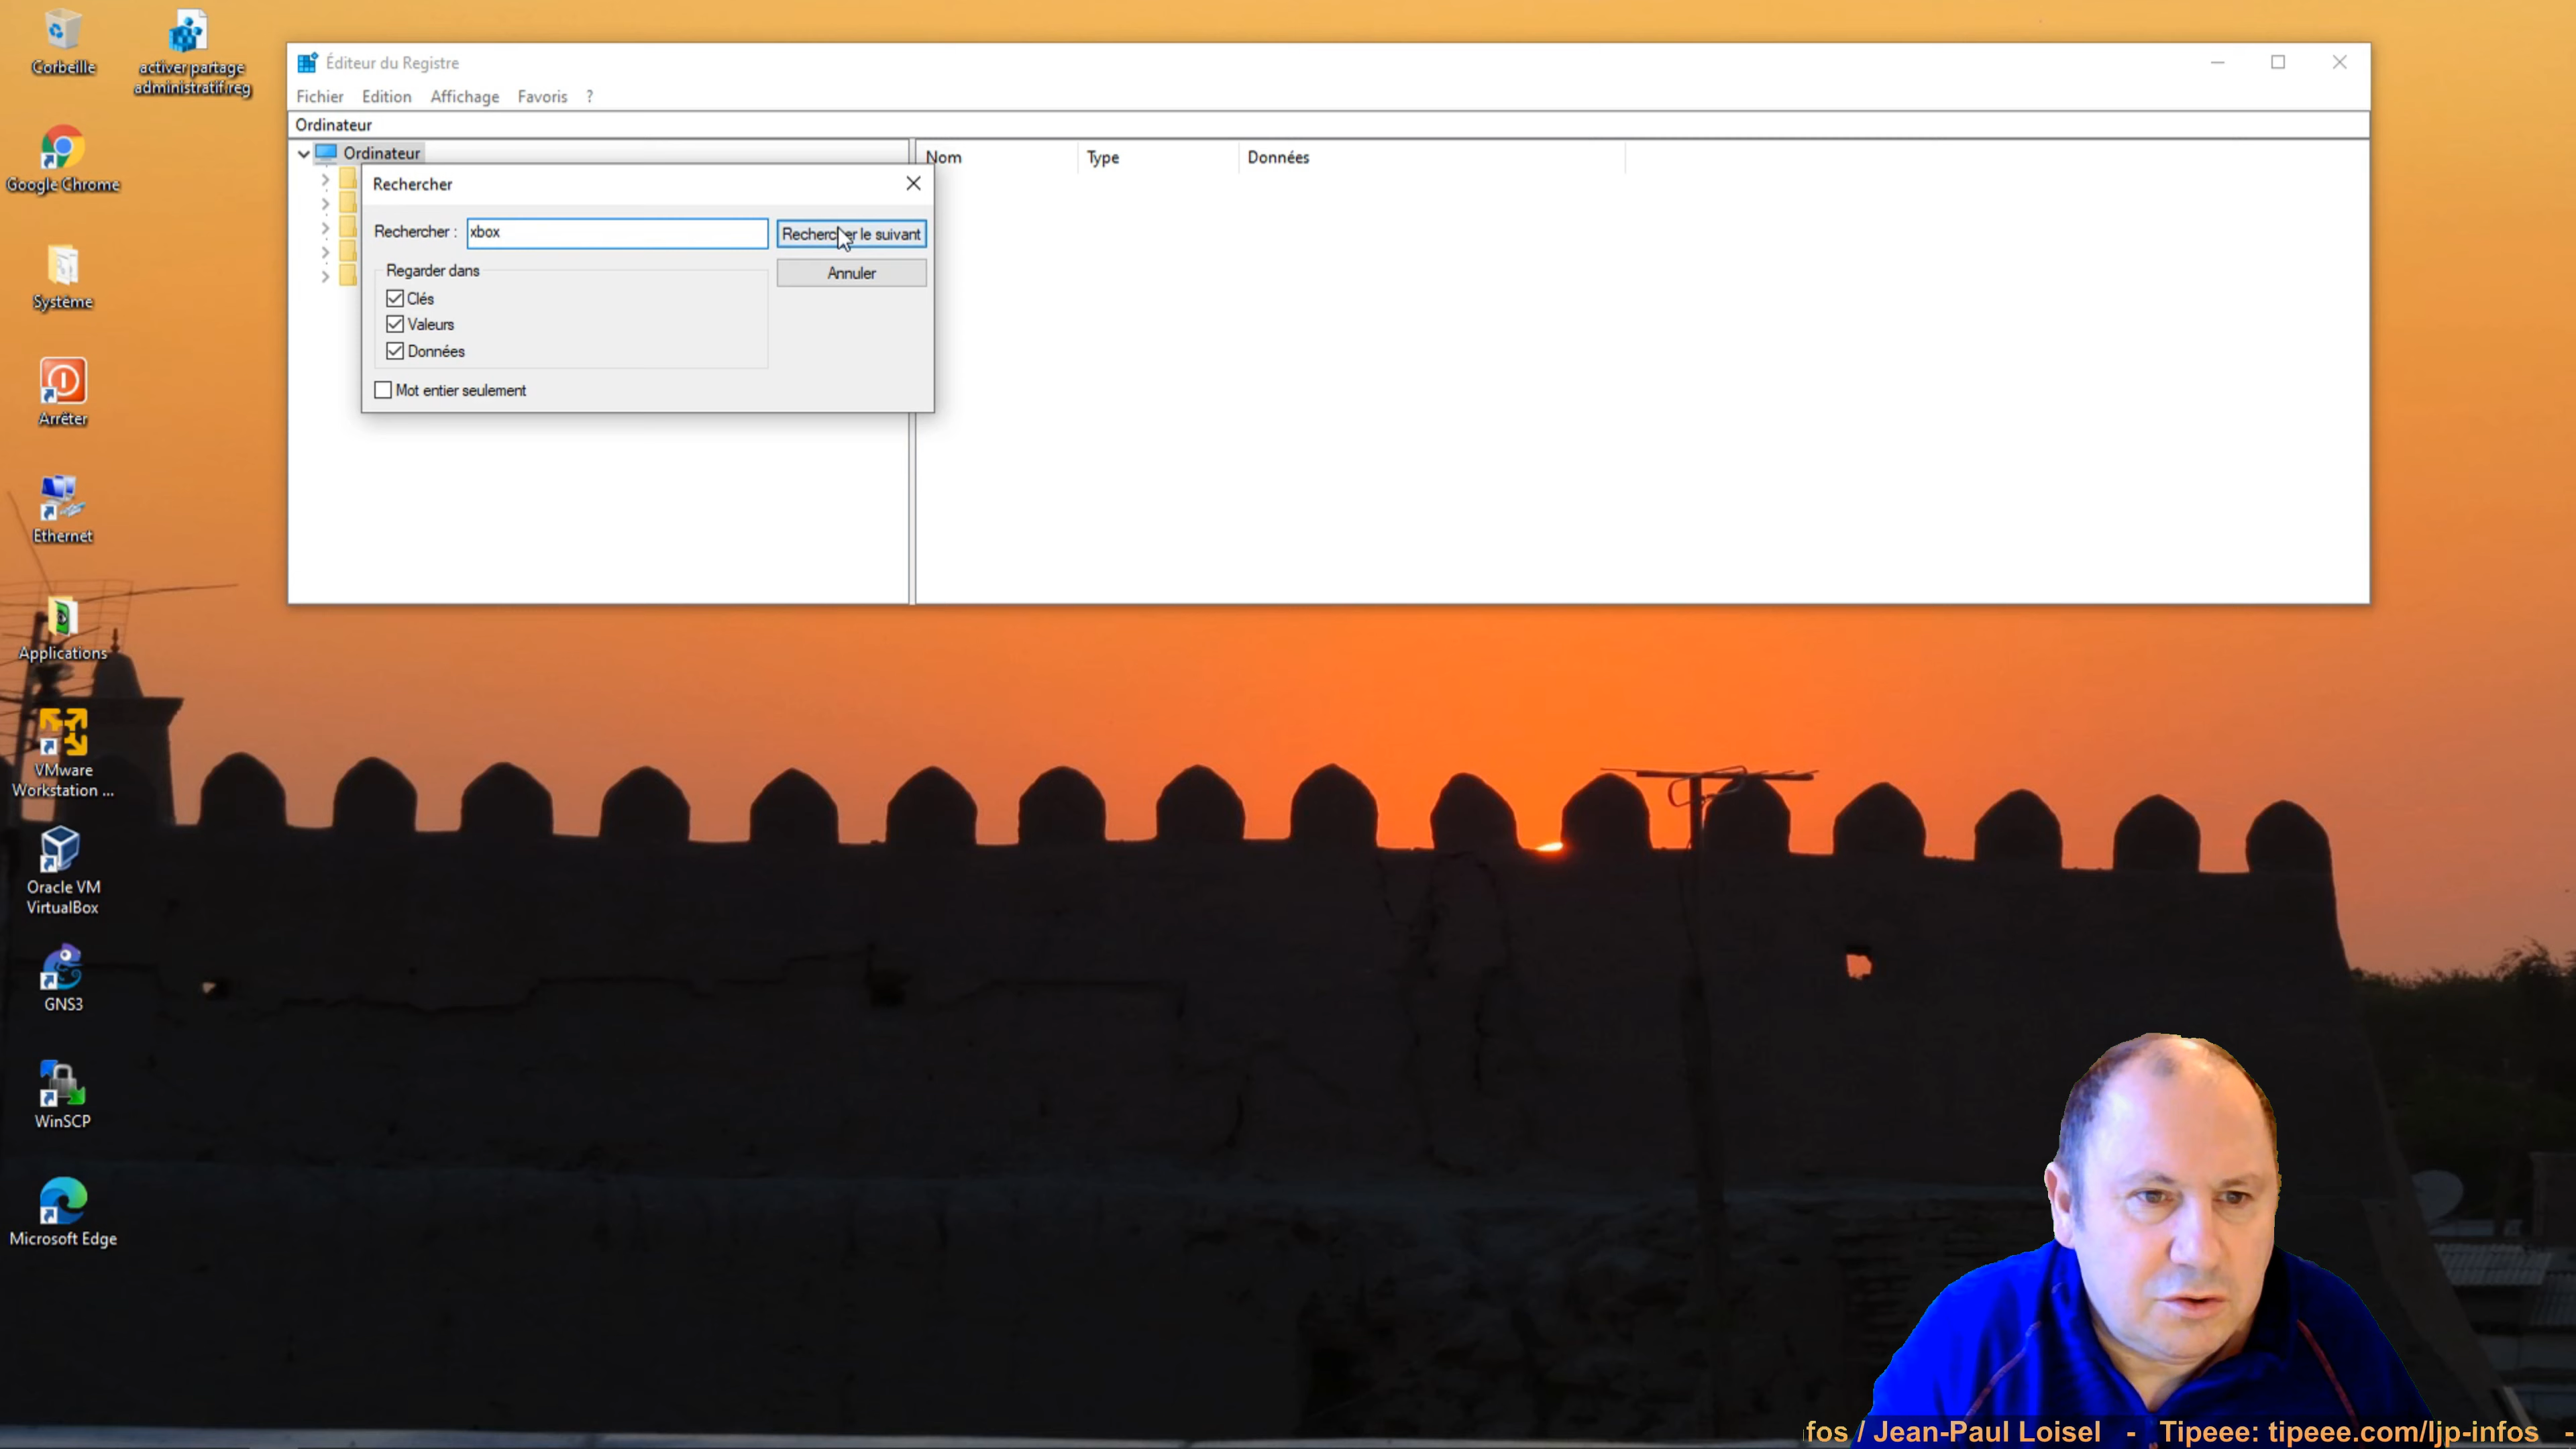 Corbeille
activer partage
administratif.reg
Google Chrome
Système
Arrêter
Ethernet
Applications
VMware
Workstation ...
Oracle VM
VirtualBox
GNS3
WinSCP
Microsoft Edge
Éditeur du Registre
Fichier Edition Affichage Favoris ?
Ordinateur
Ordinateur
Nom Type Données
Rechercher
Rechercher : xbox Rechercher le suivant
Annuler
Regarder dans
Clés
Valeurs
Données
Mot entier seulement
fos / Jean-Paul Loisel - Tipeee: tipeee.com/ljp-infos -